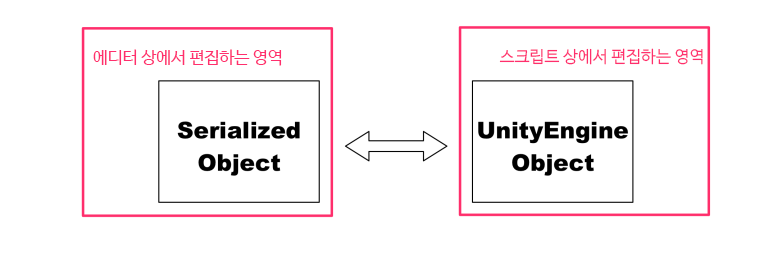 에디터 상에서 편집하는 영역
Serialized
Object
스크립트 상에서 편집하는 영역
UnityEngine
Object